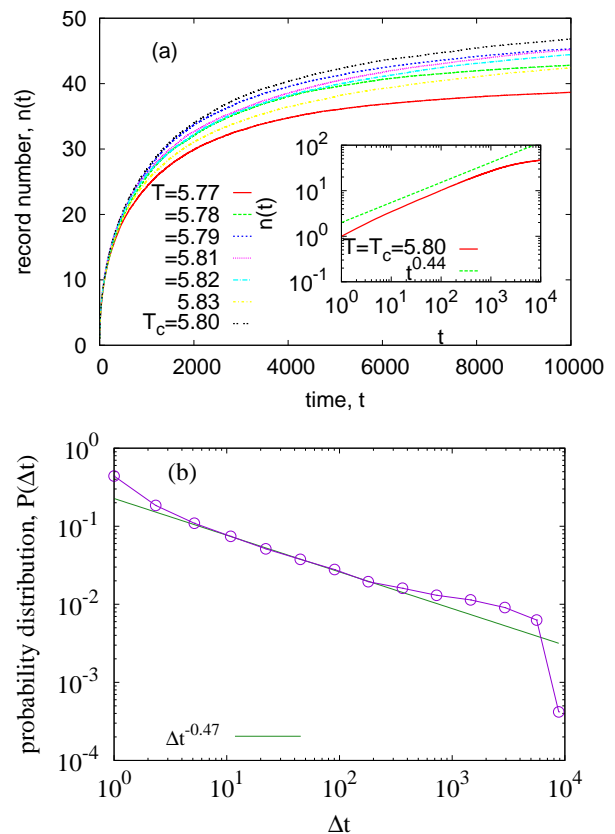 (a)
record number, n(t)
50
40
30
20
10
0
0 2000 4000 6000 8000 10000
time, t
T=5.77
=5.78
=5.79
=5.81
=5.82
5.83
T_c=5.80
n(t)
10^2
10^1
10^0
10^-1
T=T_c=5.80
t^0.44
10^0 10^1 10^2 10^3 10^4
t
(b)
probability distribution, P(Δt)
10^0
10^-1
10^-2
10^-3
10^-4
Δt^-0.47
10^0 10^1 10^2 10^3 10^4
Δt